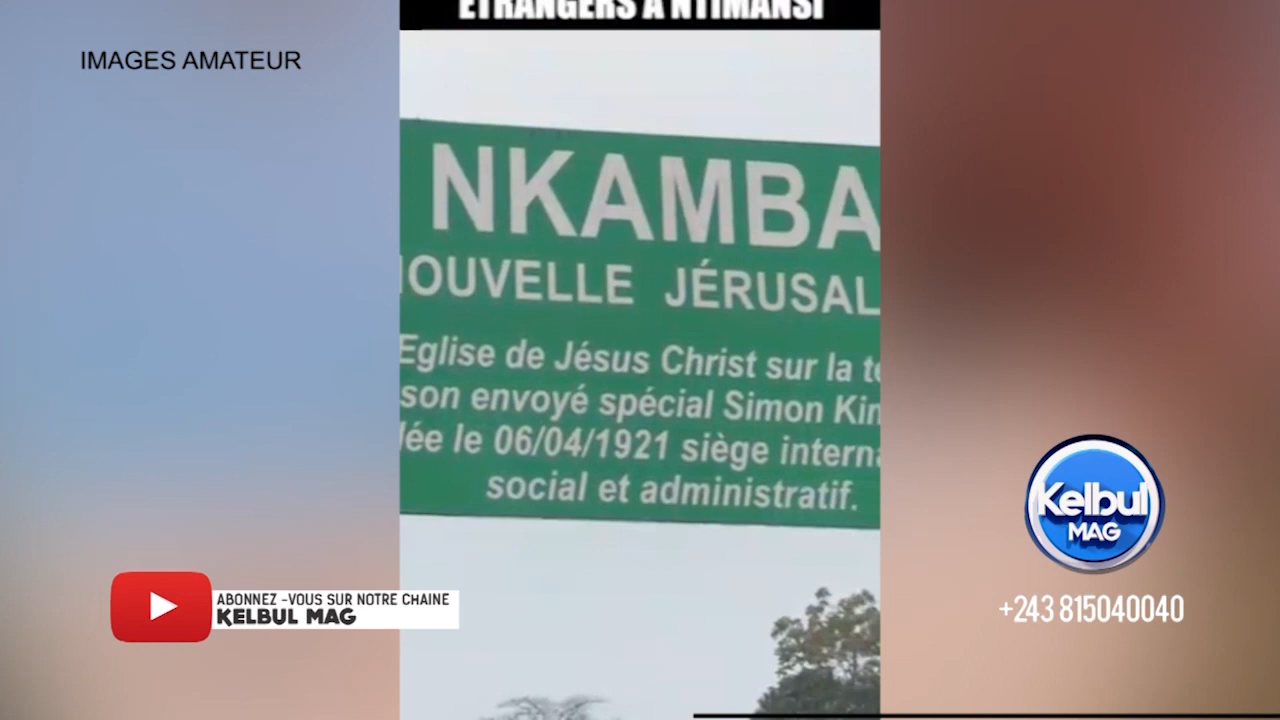 ETRANGERS A NTIMANSI
IMAGES AMATEUR
NKAMBA
NOUVELLE JÉRUSAL
Eglise de Jésus Christ sur la te
son envoyé spécial Simon Kim
dée le 06/04/1921 siège interna
social et administratif.
Kelbul
MAG
ABONNEZ -VOUS SUR NOTRE CHAINE
KELBUL MAG
+243 815040040